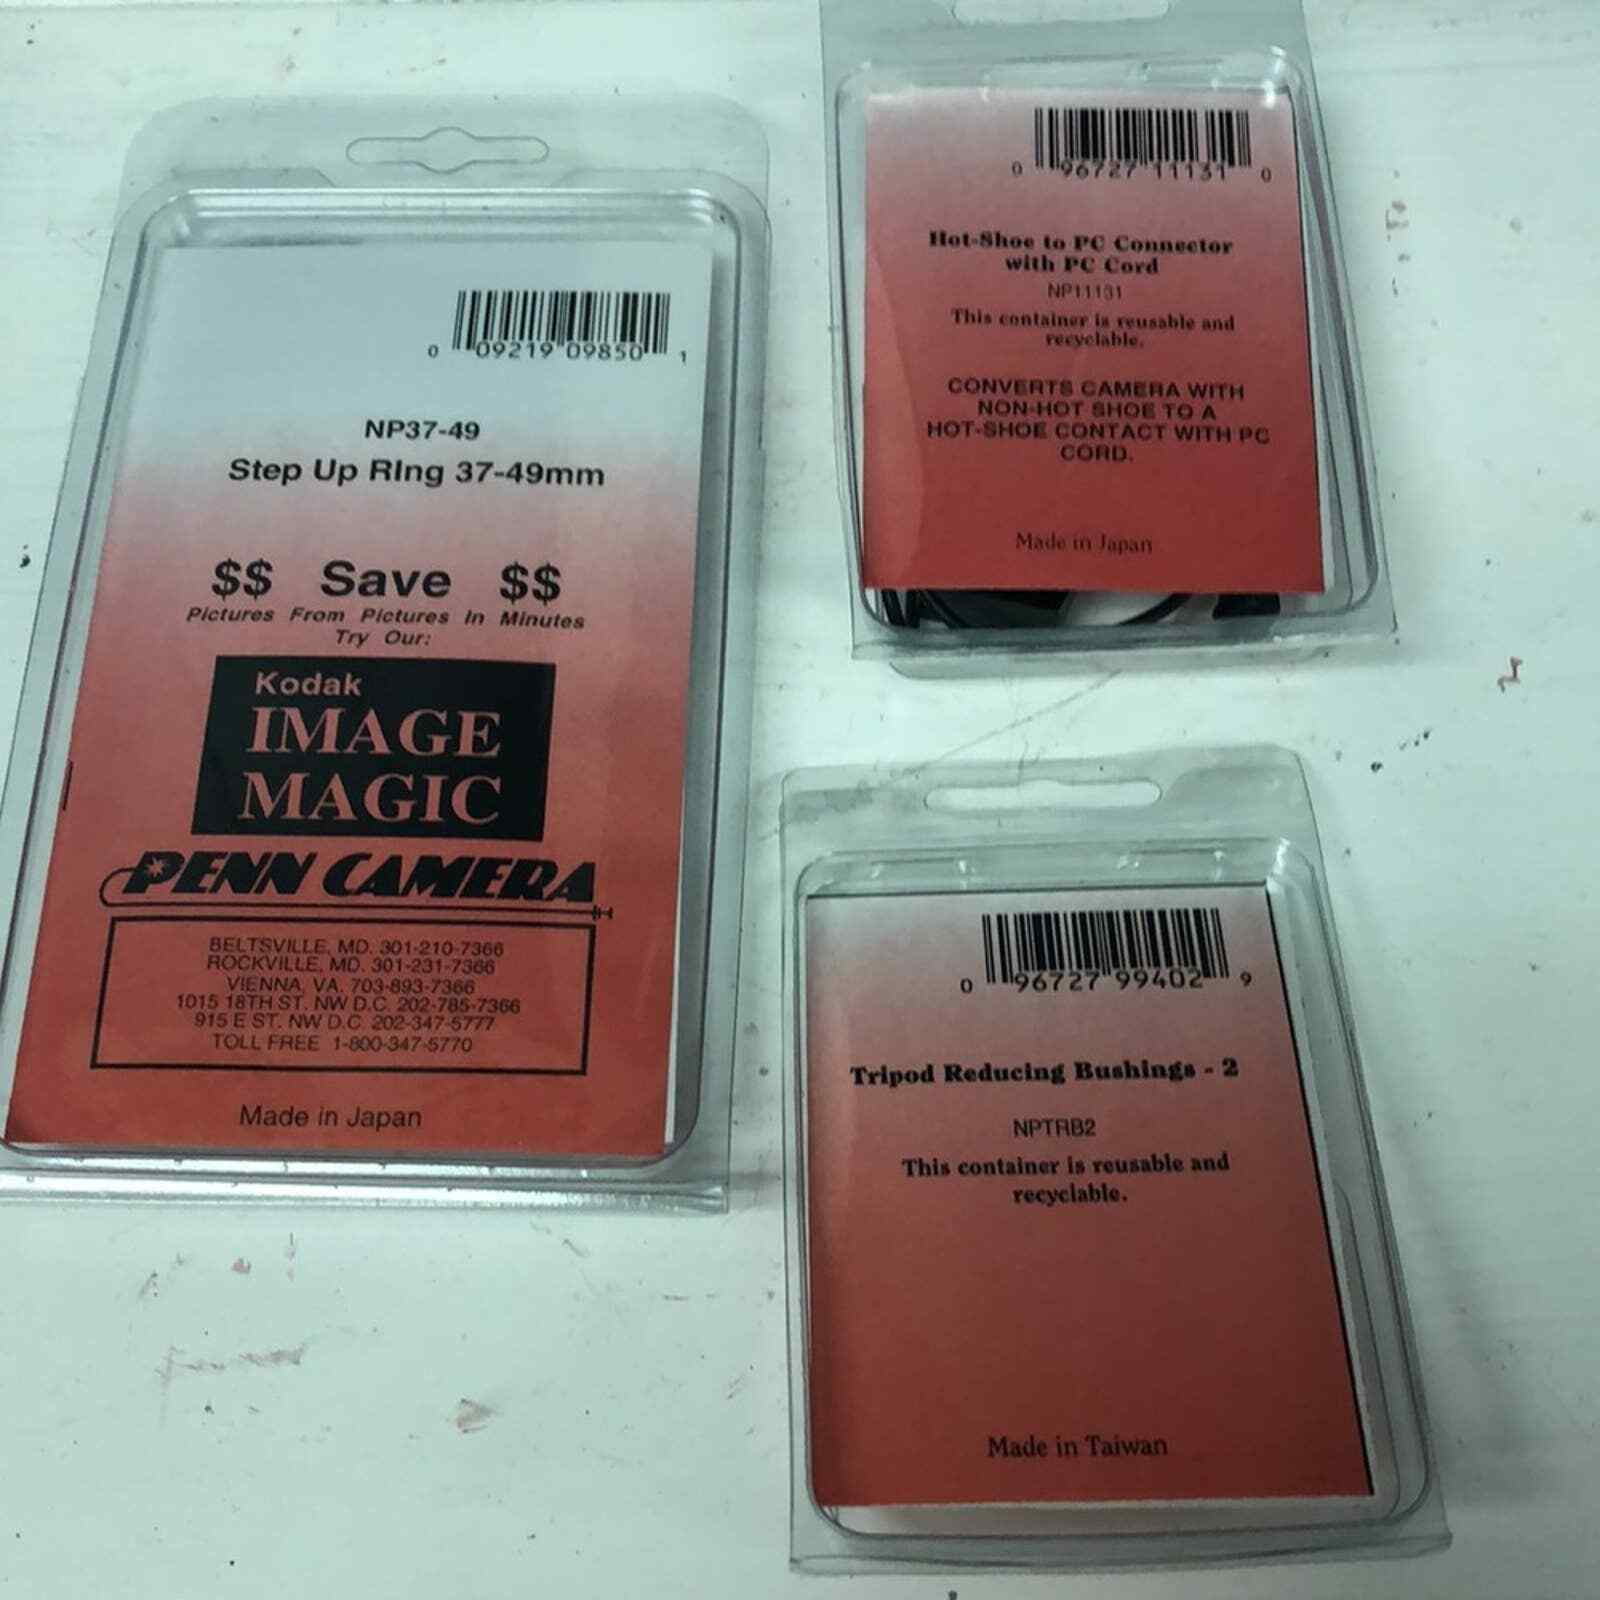 0 09219 09850 1
NP37-49
Step Up RIng 37-49mm
$$ Save $$
Pictures From Pictures In Minutes
Try Our:
Kodak
IMAGE
MAGIC
PENN CAMERA
BELTSVILLE, MD. 301-210-7366
ROCKVILLE, MD. 301-231-7366
VIENNA, VA. 703-893-7366
1015 18TH ST. NW D.C. 202-785-7366
915 E ST. NW D.C. 202-347-5777
TOLL FREE 1-800-347-5770
Made in Japan
0 96727 11131 0
Hot-Shoe to PC Connector
with PC Cord
NP11131
This container is reusable and
recyclable.
CONVERTS CAMERA WITH
NON-HOT SHOE TO A
HOT-SHOE CONTACT WITH PC
CORD.
Made in Japan
0 96727 99402 9
Tripod Reducing Bushings - 2
NPTRB2
This container is reusable and
recyclable.
Made in Taiwan